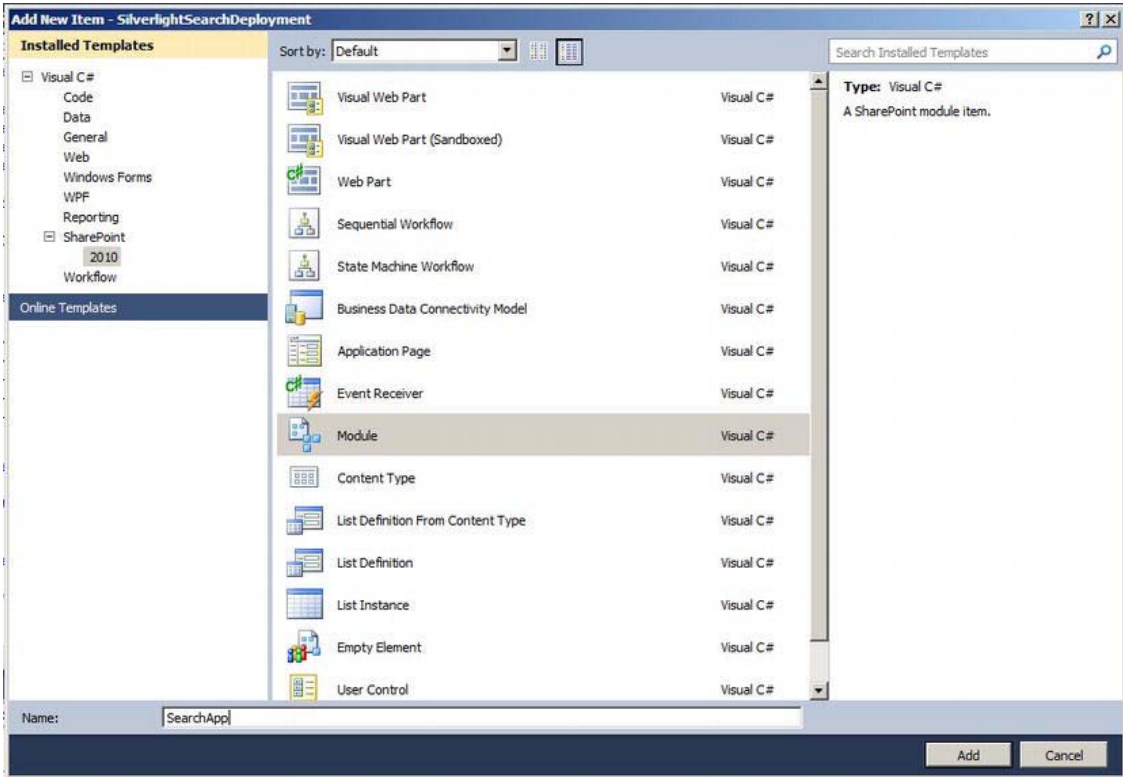 Add New Item - SilverlightSearchDeployment
Installed Templates
Visual C#
Code
Data
General
Web
Windows Forms
WPF
Reporting
SharePoint
2010
Workflow
Online Templates
Sort by: Default
Visual Web Part Visual C#
Visual Web Part (Sandboxed) Visual C#
Web Part Visual C#
Sequential Workflow Visual C#
State Machine Workflow Visual C#
Business Data Connectivity Model Visual C#
Application Page Visual C#
Event Receiver Visual C#
Module Visual C#
Content Type Visual C#
List Definition From Content Type Visual C#
List Definition Visual C#
List Instance Visual C#
Empty Element Visual C#
User Control Visual C#
Search Installed Templates
Type: Visual C#
A SharePoint module item.
Name: SearchApp
Add Cancel